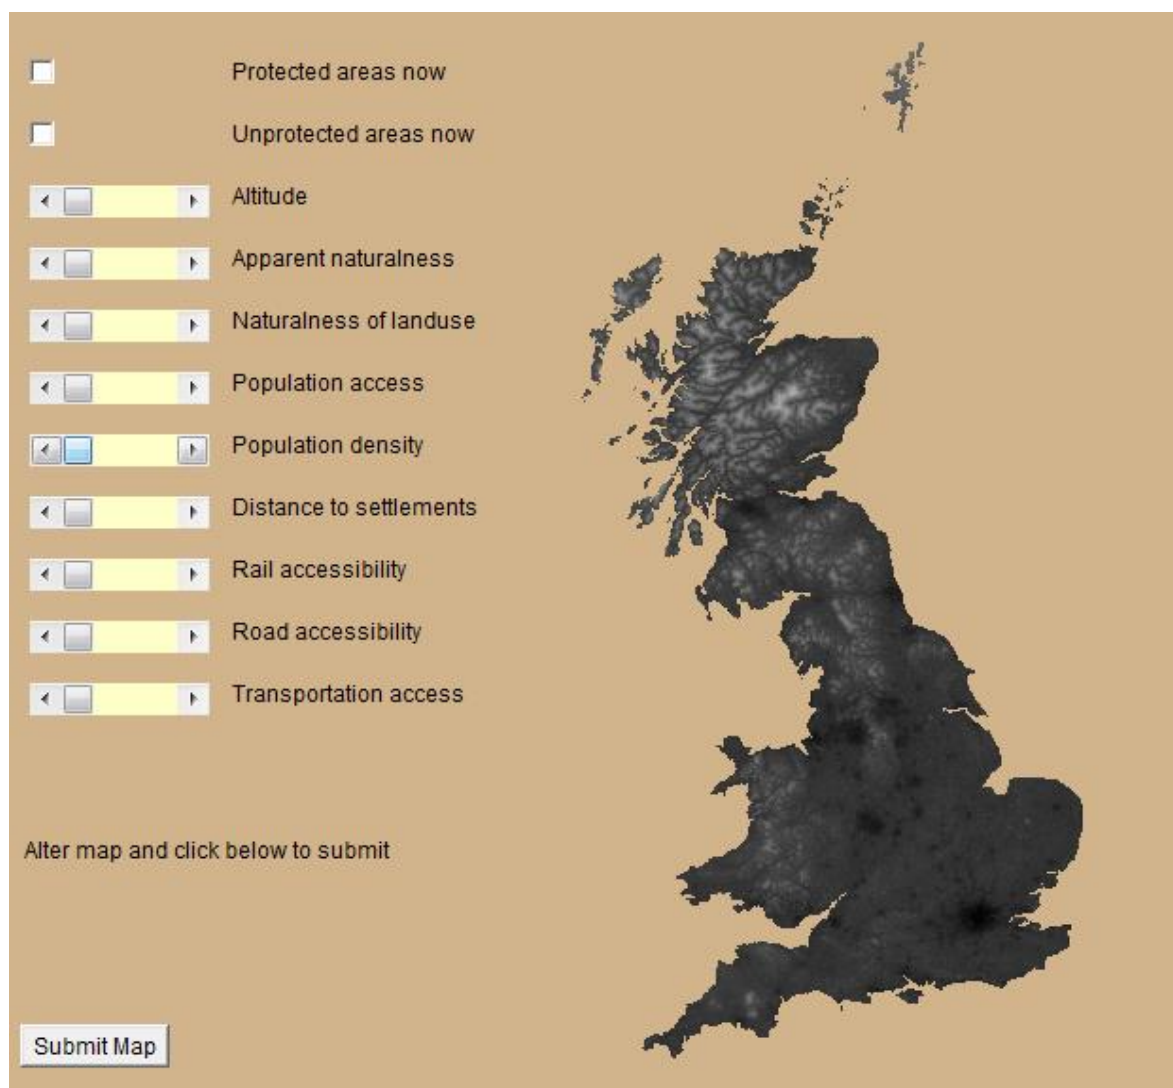 Protected areas now
Unprotected areas now
Altitude
Apparent naturalness
Naturalness of landuse
Population access
Population density
Distance to settlements
Rail accessibility
Road accessibility
Transportation access
Alter map and click below to submit
Submit Map